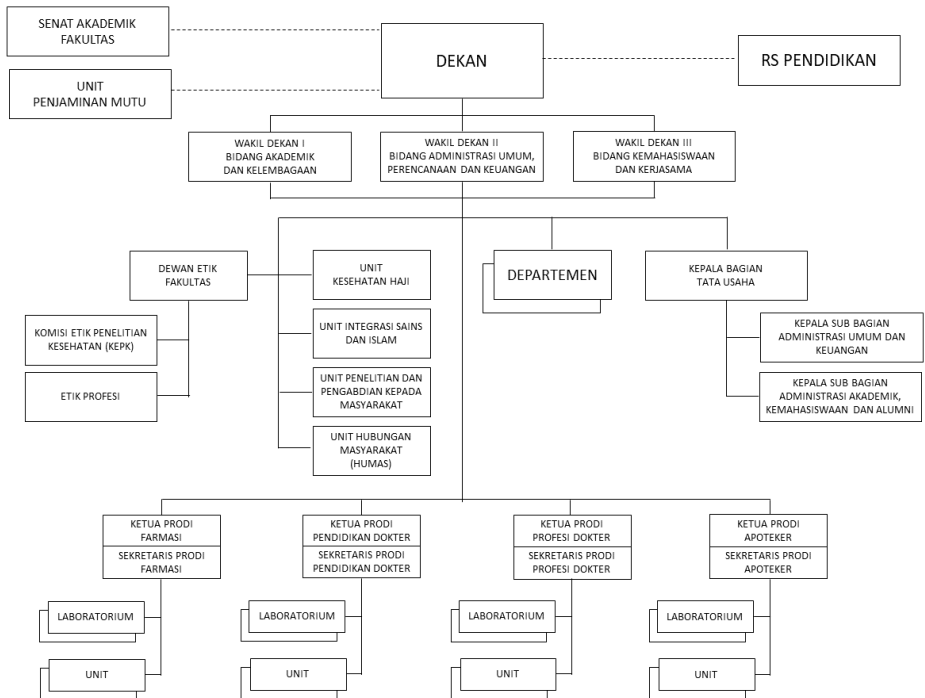 SENAT AKADEMIK
FAKULTAS
DEKAN
RS PENDIDIKAN
UNIT
PENJAMINAN MUTU
WAKIL DEKAN I
BIDANG AKADEMIK
DAN KELEMBAGAAN
WAKIL DEKAN II
BIDANG ADMINISTRASI UMUM,
PERENCANAAN DAN KEUANGAN
WAKIL DEKAN III
BIDANG KEMAHASISWAAN
DAN KERJASAMA
DEWAN ETIK
FAKULTAS
UNIT
KESEHATAN HAJI
DEPARTEMEN
KEPALA BAGIAN
TATA USAHA
KOMISI ETIK PENELITIAN
KESEHATAN (KEPK)
UNIT INTEGRASI SAINS
DAN ISLAM
KEPALA SUB BAGIAN
ADMINISTRASI UMUM DAN
KEUANGAN
ETIK PROFESI
UNIT PENELITIAN DAN
PENGABDIAN KEPADA
MASYARAKAT
KEPALA SUB BAGIAN
ADMINISTRASI AKADEMIK,
KEMAHASISWAAN DAN ALUMNI
UNIT HUBUNGAN
MASYARAKAT
(HUMAS)
KETUA PRODI
FARMASI
SEKRETARIS PRODI
FARMASI
KETUA PRODI
PENDIDIKAN DOKTER
SEKRETARIS PRODI
PENDIDIKAN DOKTER
KETUA PRODI
PROFESI DOKTER
SEKRETARIS PRODI
PROFESI DOKTER
KETUA PRODI
APOTEKER
SEKRETARIS PRODI
APOTEKER
LABORATORIUM
LABORATORIUM
LABORATORIUM
LABORATORIUM
UNIT
UNIT
UNIT
UNIT